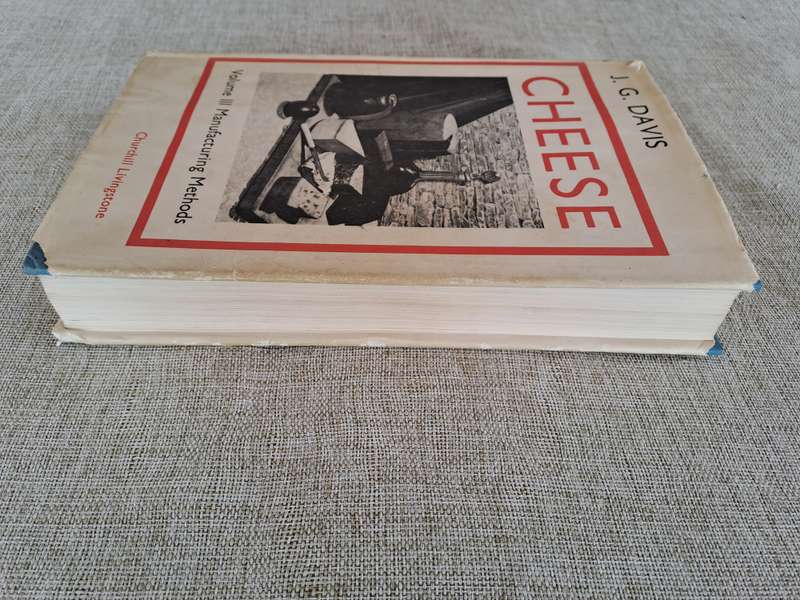 J. G. DAVIS
CHEESE
Volume III Manufacturing Methods
Churchill Livingstone